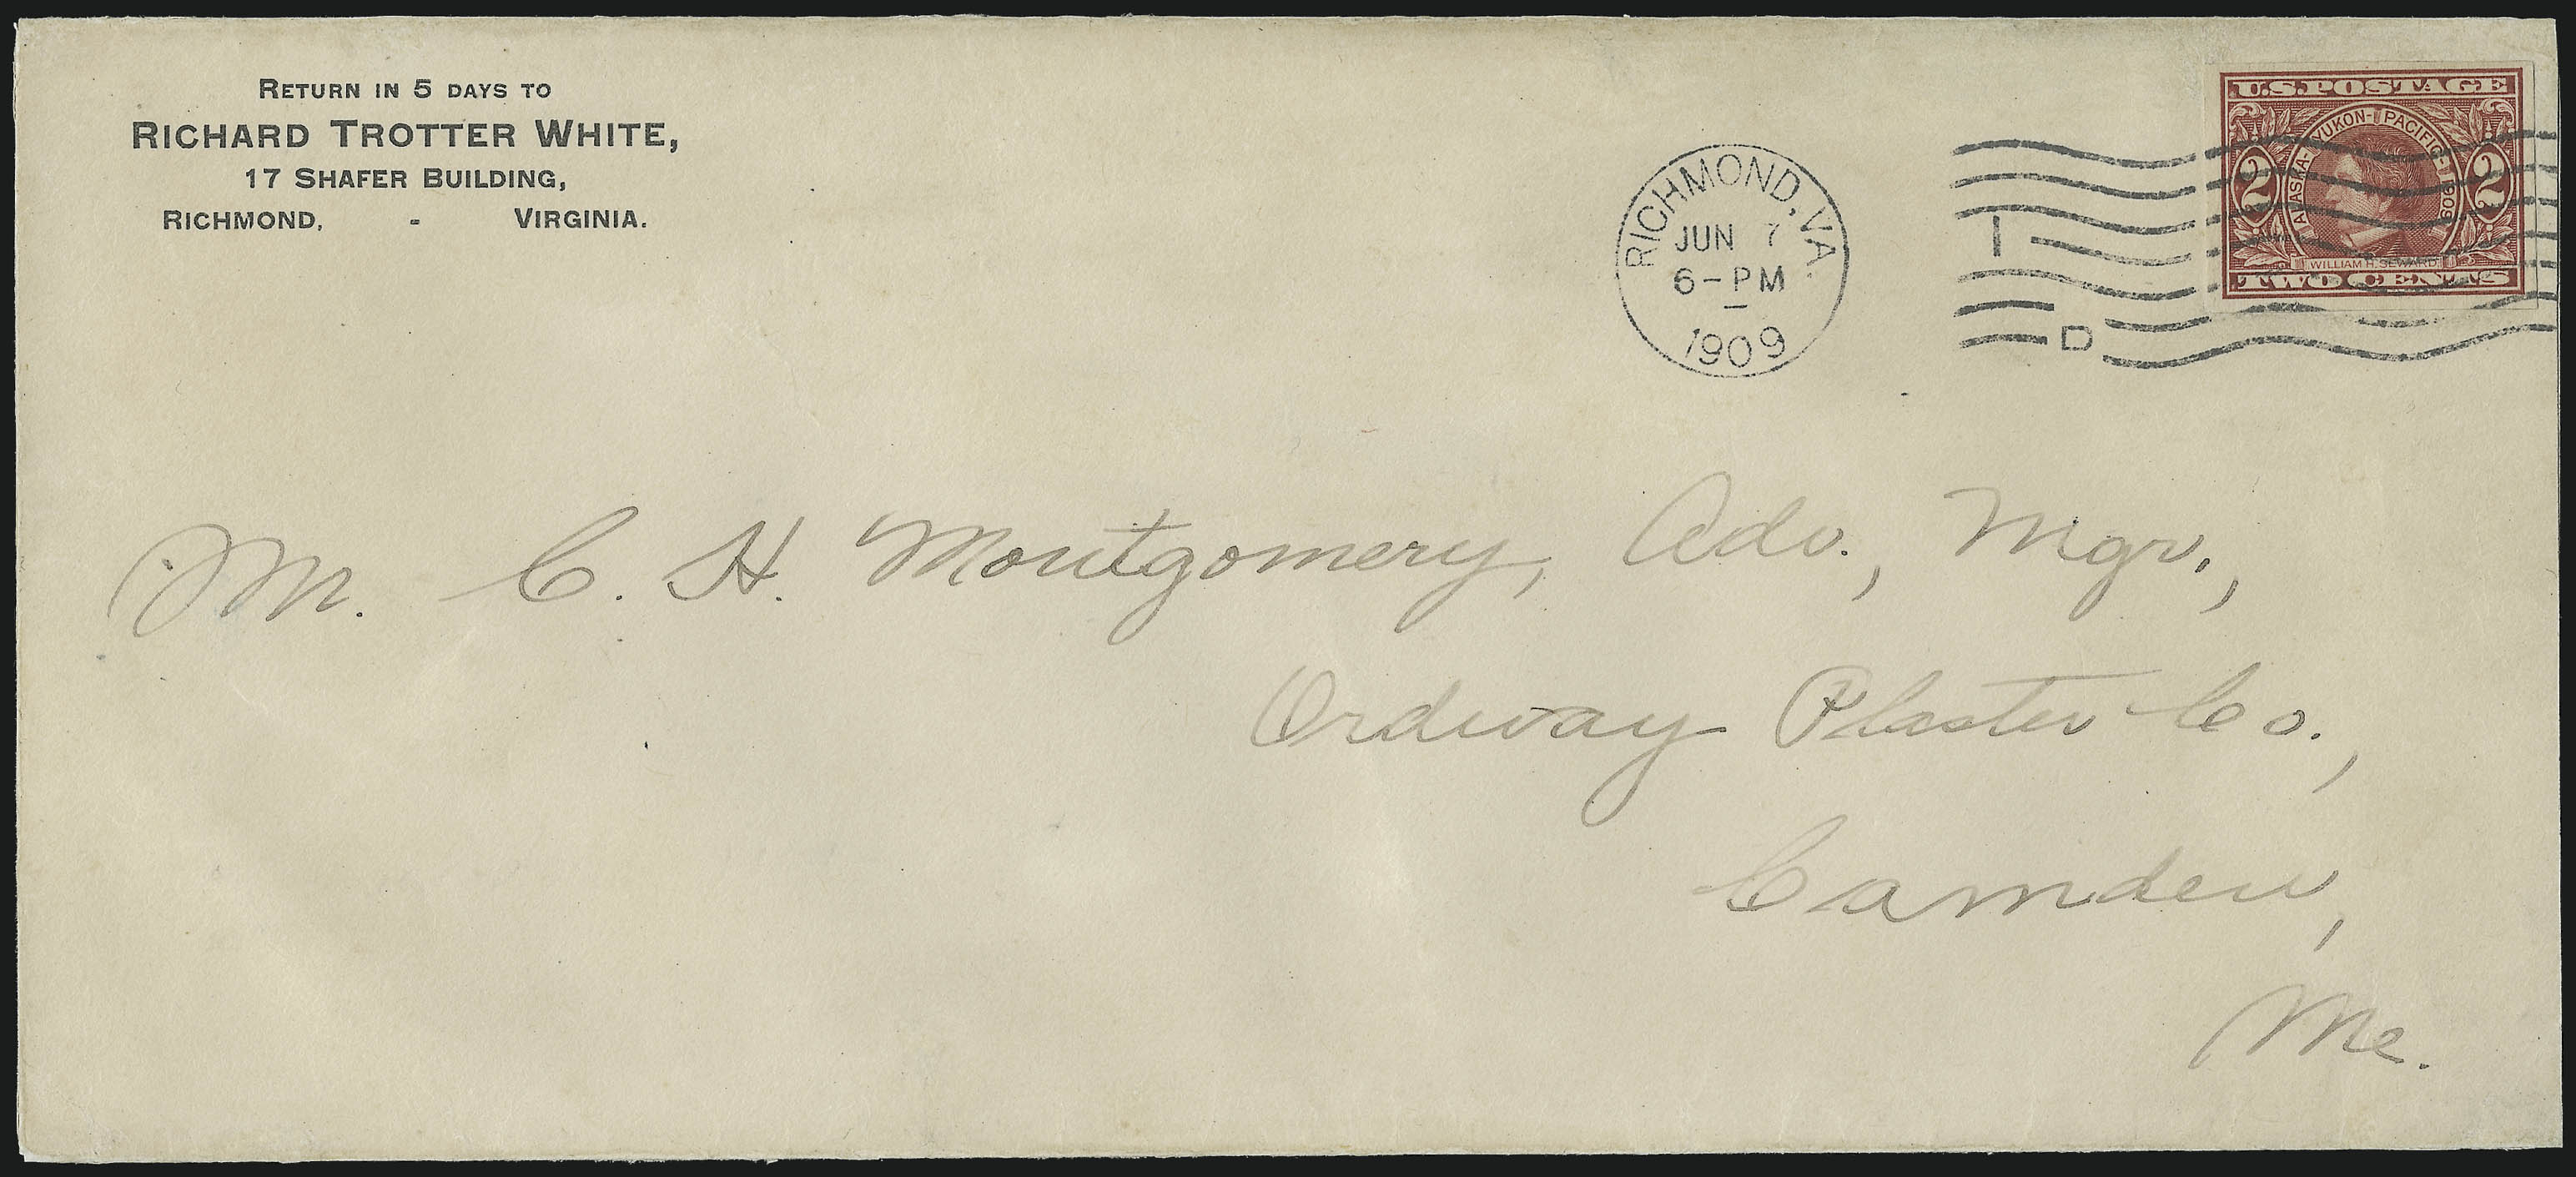 RETURN IN 5 DAYS TO
RICHARD TROTTER WHITE,
17 SHAFER BUILDING,
RICHMOND, - VIRGINIA.
RICHMOND, VA.
JUN 7
6-PM
1909
1
D
U.S. POSTAGE
ALASKA-YUKON-PACIFIC-1909
2 2
WILLIAM H. SEWARD
TWO CENTS
Mr. C. H. Montgomery, Adv., Mgr.,
Ordway Plaster Co.,
Camden,
Me.